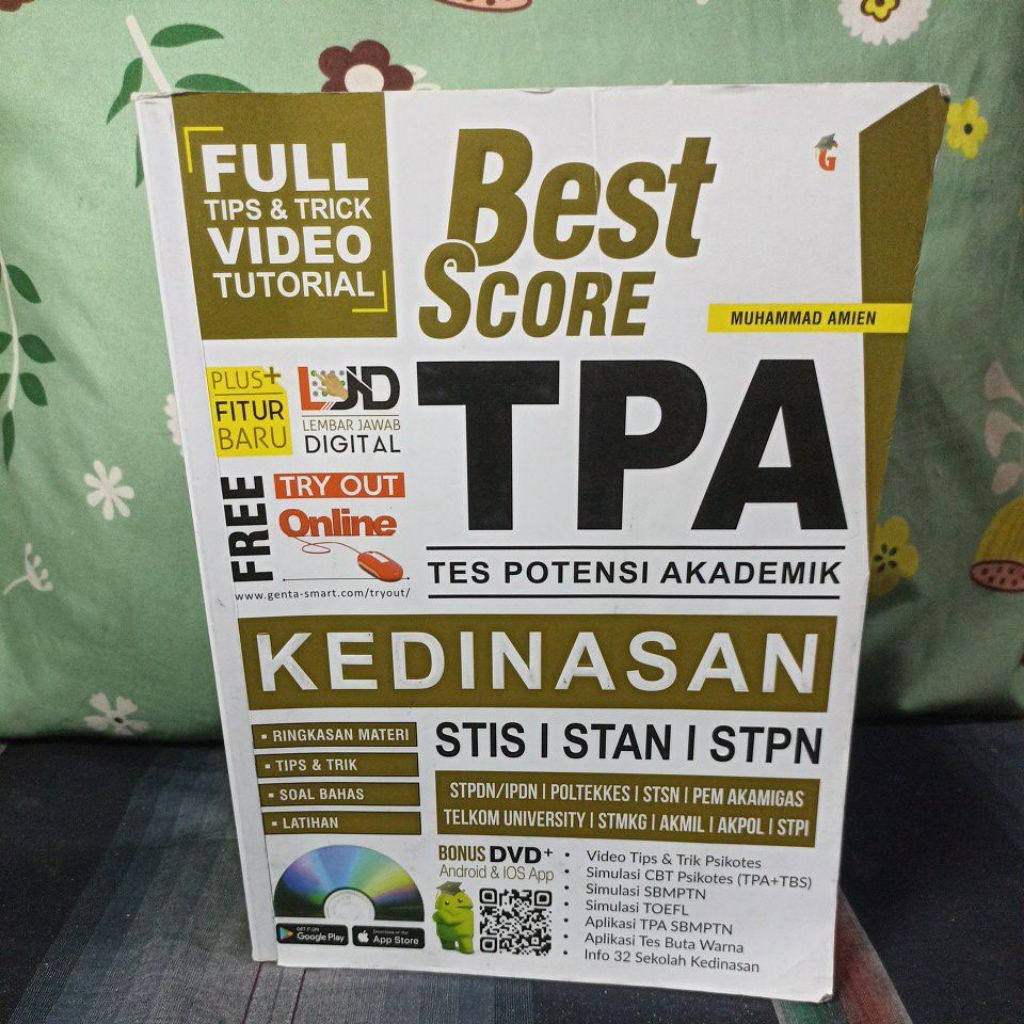 FULL
TIPS & TRICK
VIDEO
TUTORIAL
Best
SCORE
G
MUHAMMAD AMIEN
PLUS+
FITUR
BARU
LJD
LEMBAR JAWAB
DIGITAL
FREE
TRY OUT
Online
www.genta-smart.com/tryout/
TPA
TES POTENSI AKADEMIK
KEDINASAN
▪ RINGKASAN MATERI
▪ TIPS & TRIK
▪ SOAL BAHAS
▪ LATIHAN
STIS | STAN | STPN
STPDN/IPDN | POLTEKKES | STSN | PEM AKAMIGAS
TELKOM UNIVERSITY | STMKG | AKMIL | AKPOL | STPI
BONUS DVD+
Android & IOS App
GET IT ON
Google Play
App Store
• Video Tips & Trik Psikotes
• Simulasi CBT Psikotes (TPA+TBS)
• Simulasi SBMPTN
• Simulasi TOEFL
• Aplikasi TPA SBMPTN
• Aplikasi Tes Buta Warna
• Info 32 Sekolah Kedinasan